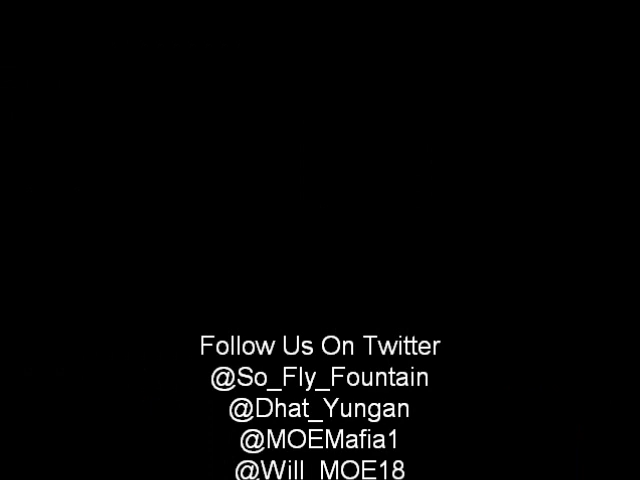 Follow Us On Twitter
@So_Fly_Fountain
@Dhat_Yungan
@MOEMafia1
@Will_MOE18